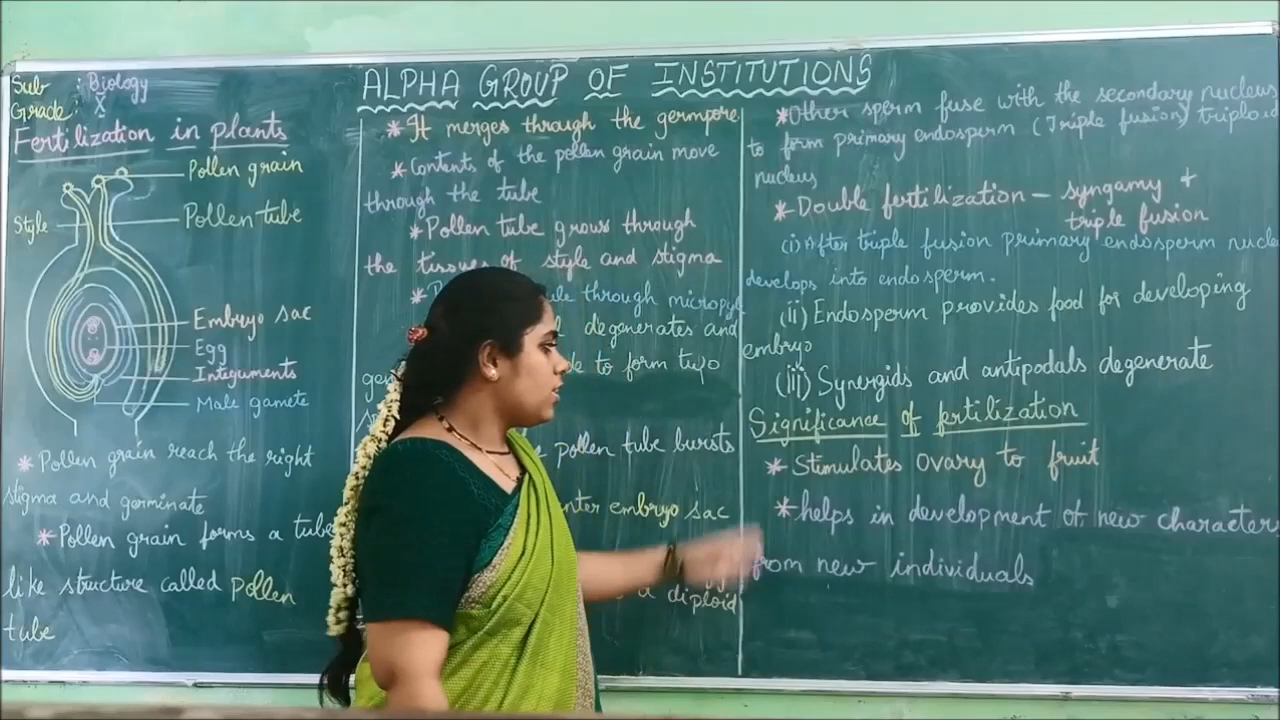 Sub : Biology
Grade : X
Fertilization in plants
Pollen grain
Style
Pollen tube
Embryo sac
Egg
Integuments
Male gamete
* Pollen grain reach the right
stigma and germinate
* Pollen grain forms a tube
like structure called pollen
tube
ALPHA GROUP OF INSTITUTIONS
* It merges through the germpore
* Contents of the pollen grain move
through the tube
* Pollen tube grows through
the tissues of style and stigma
* through micropyl
degenerates and
to form two
pollen tube bursts
embryo sac
a diploid
* Other sperm fuse with the secondary nucleus
to form primary endosperm (Triple fusion) triploid
nucleus
* Double fertilization - syngamy +
triple fusion
(i) After triple fusion primary endosperm nucle
develops into endosperm.
(ii) Endosperm provides food for developing
embryo
(iii) Synergids and antipodals degenerate
Significance of fertilization
* Stimulates ovary to fruit
* helps in development of new character
from new individuals